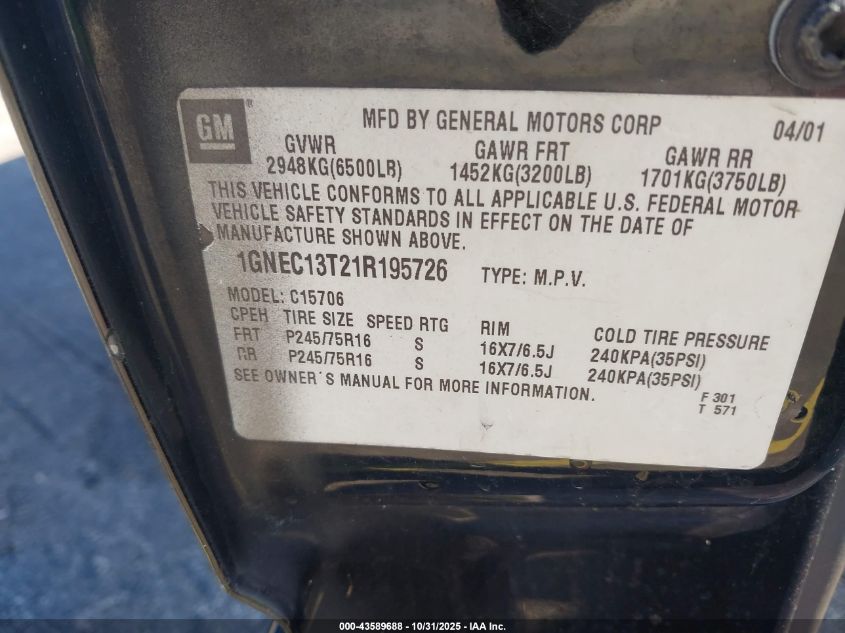 GM ®
MFD BY GENERAL MOTORS CORP 04/01
GVWR GAWR FRT GAWR RR
2948KG(6500LB) 1452KG(3200LB) 1701KG(3750LB)
THIS VEHICLE CONFORMS TO ALL APPLICABLE U.S. FEDERAL MOTOR
VEHICLE SAFETY STANDARDS IN EFFECT ON THE DATE OF
MANUFACTURE SHOWN ABOVE.
1GNEC13T21R195726 TYPE: M.P.V.
MODEL: C15706
CPEH TIRE SIZE SPEED RTG RIM COLD TIRE PRESSURE
FRT P245/75R16 S 16X7/6.5J 240KPA(35PSI)
RR P245/75R16 S 16X7/6.5J 240KPA(35PSI)
SEE OWNER'S MANUAL FOR MORE INFORMATION.
F 301
T 571
000-43589688 - 10/31/2025 - IAA Inc.